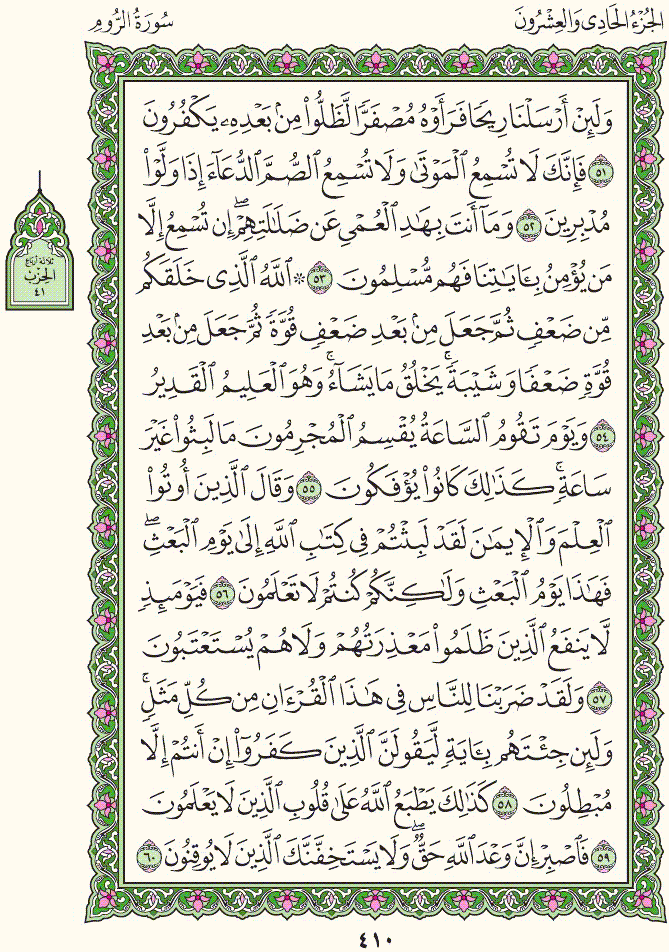 الجُزْءُ الحَادِى وَالعِشْرُونَ
سُورَةُ الرُّومِ
وَلَئِنْ أَرْسَلْنَا رِيحًا فَرَأَوْهُ مُصْفَرًّا لَّظَلُّوا۟ مِنۢ بَعْدِهِۦ يَكْفُرُونَ
٥١ فَإِنَّكَ لَا تُسْمِعُ ٱلْمَوْتَىٰ وَلَا تُسْمِعُ ٱلصُّمَّ ٱلدُّعَآءَ إِذَا وَلَّوْا۟
مُدْبِرِينَ ٥٢ وَمَآ أَنتَ بِهَٰدِ ٱلْعُمْىِ عَن ضَلَٰلَتِهِمْ ۖ إِن تُسْمِعُ إِلَّا
مَن يُؤْمِنُ بِـَٔايَٰتِنَا فَهُم مُّسْلِمُونَ ٥٣ ۞ ٱللَّهُ ٱلَّذِى خَلَقَكُم
مِّن ضَعْفٍ ثُمَّ جَعَلَ مِنۢ بَعْدِ ضَعْفٍ قُوَّةً ثُمَّ جَعَلَ مِنۢ بَعْدِ
قُوَّةٍ ضَعْفًا وَشَيْبَةً ۚ يَخْلُقُ مَا يَشَآءُ ۖ وَهُوَ ٱلْعَلِيمُ ٱلْقَدِيرُ
٥٤ وَيَوْمَ تَقُومُ ٱلسَّاعَةُ يُقْسِمُ ٱلْمُجْرِمُونَ مَا لَبِثُوا۟ غَيْرَ
سَاعَةٍ ۚ كَذَٰلِكَ كَانُوا۟ يُؤْفَكُونَ ٥٥ وَقَالَ ٱلَّذِينَ أُوتُوا۟
ٱلْعِلْمَ وَٱلْإِيمَٰنَ لَقَدْ لَبِثْتُمْ فِى كِتَٰبِ ٱللَّهِ إِلَىٰ يَوْمِ ٱلْبَعْثِ ۖ
فَهَٰذَا يَوْمُ ٱلْبَعْثِ وَلَٰكِنَّكُمْ كُنتُمْ لَا تَعْلَمُونَ ٥٦ فَيَوْمَئِذٍ
لَّا يَنفَعُ ٱلَّذِينَ ظَلَمُوا۟ مَعْذِرَتُهُمْ وَلَا هُمْ يُسْتَعْتَبُونَ
٥٧ وَلَقَدْ ضَرَبْنَا لِلنَّاسِ فِى هَٰذَا ٱلْقُرْءَانِ مِن كُلِّ مَثَلٍ ۚ
وَلَئِن جِئْتَهُم بِـَٔايَةٍ لَّيَقُولَنَّ ٱلَّذِينَ كَفَرُوٓا۟ إِنْ أَنتُمْ إِلَّا
مُبْطِلُونَ ٥٨ كَذَٰلِكَ يَطْبَعُ ٱللَّهُ عَلَىٰ قُلُوبِ ٱلَّذِينَ لَا يَعْلَمُونَ
٥٩ فَٱصْبِرْ إِنَّ وَعْدَ ٱللَّهِ حَقٌّ ۖ وَلَا يَسْتَخِفَّنَّكَ ٱلَّذِينَ لَا يُوقِنُونَ ٦٠
ثلاثة أرباع
الحزب
٤١
٤١٠